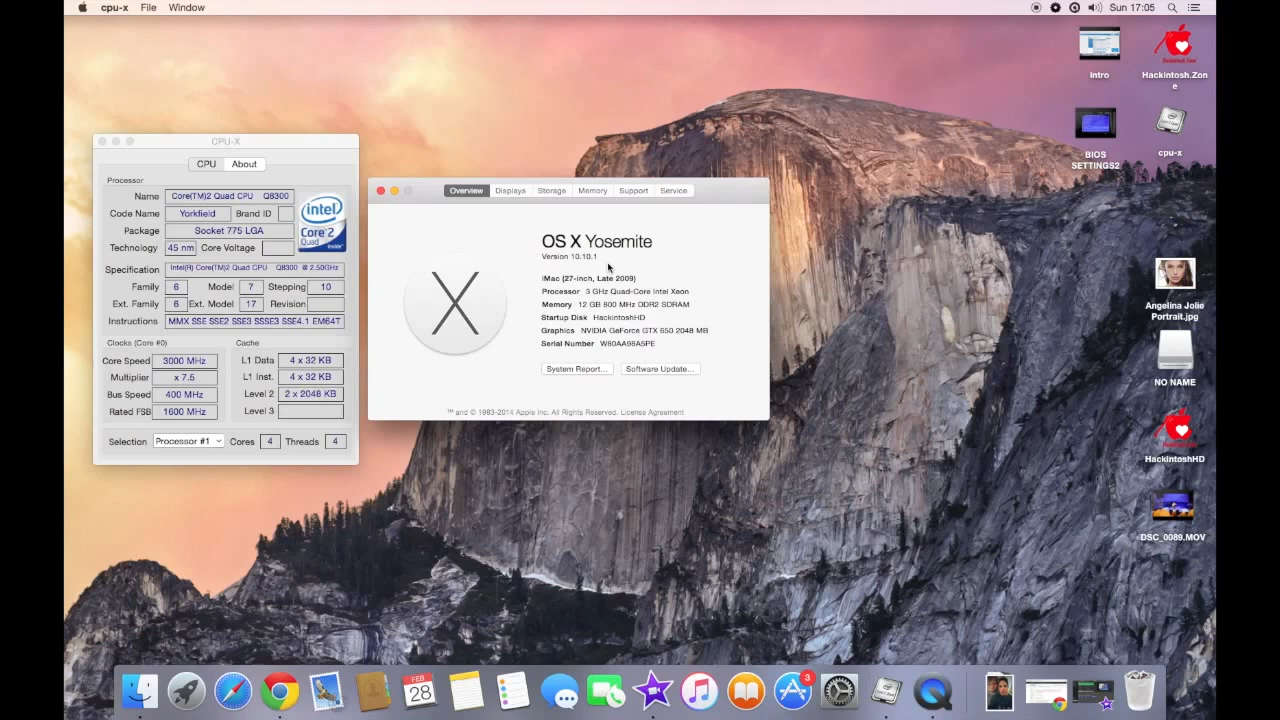 cpu-x File Window
Sun 17:05
CPU-X
CPU About
Processor
Name Core(TM)2 Quad CPU Q8300
Code Name Yorkfield Brand ID
Package Socket 775 LGA
Technology 45 nm Core Voltage
Specification Intel(R) Core(TM)2 Quad CPU Q8300 @ 2.50GHz
Family 6 Model 7 Stepping 10
Ext. Family 6 Ext. Model 17 Revision
Instructions MMX SSE SSE2 SSE3 SSSE3 SSE4.1 EM64T
intel
Core 2
Quad
inside
Clocks (Core #0)
Core Speed 3000 MHz
Multiplier x 7.5
Bus Speed 400 MHz
Rated FSB 1600 MHz
Cache
L1 Data 4 x 32 KB
L1 Inst. 4 x 32 KB
Level 2 2 x 2048 KB
Level 3
Selection Processor #1 Cores 4 Threads 4
Overview Displays Storage Memory Support Service
OS X Yosemite
Version 10.10.1
iMac (27-inch, Late 2009)
Processor 3 GHz Quad-Core Intel Xeon
Memory 12 GB 800 MHz DDR2 SDRAM
Startup Disk HackintoshHD
Graphics NVIDIA GeForce GTX 650 2048 MB
Serial Number W80AA98A5PE
System Report... Software Update...
™ and © 1983-2014 Apple Inc. All Rights Reserved. License Agreement
Intro
Hackintosh.Zon
e
BIOS
SETTINGS2
cpu-x
Angelina Jolie
Portrait.jpg
NO NAME
HackintoshHD
DSC_0089.MOV
FEB
28
3